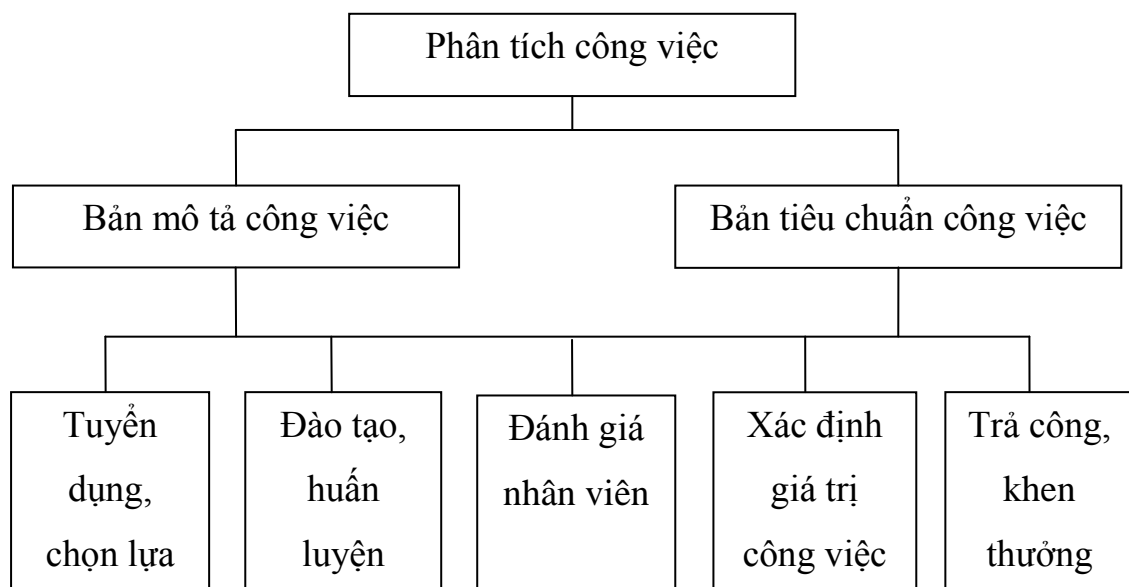 Phân tích công việc
Bản mô tả công việc
Bản tiêu chuẩn công việc
Tuyển
dụng,
chọn lựa
Đào tạo,
huấn
luyện
Đánh giá
nhân viên
Xác định
giá trị
công việc
Trả công,
khen
thưởng